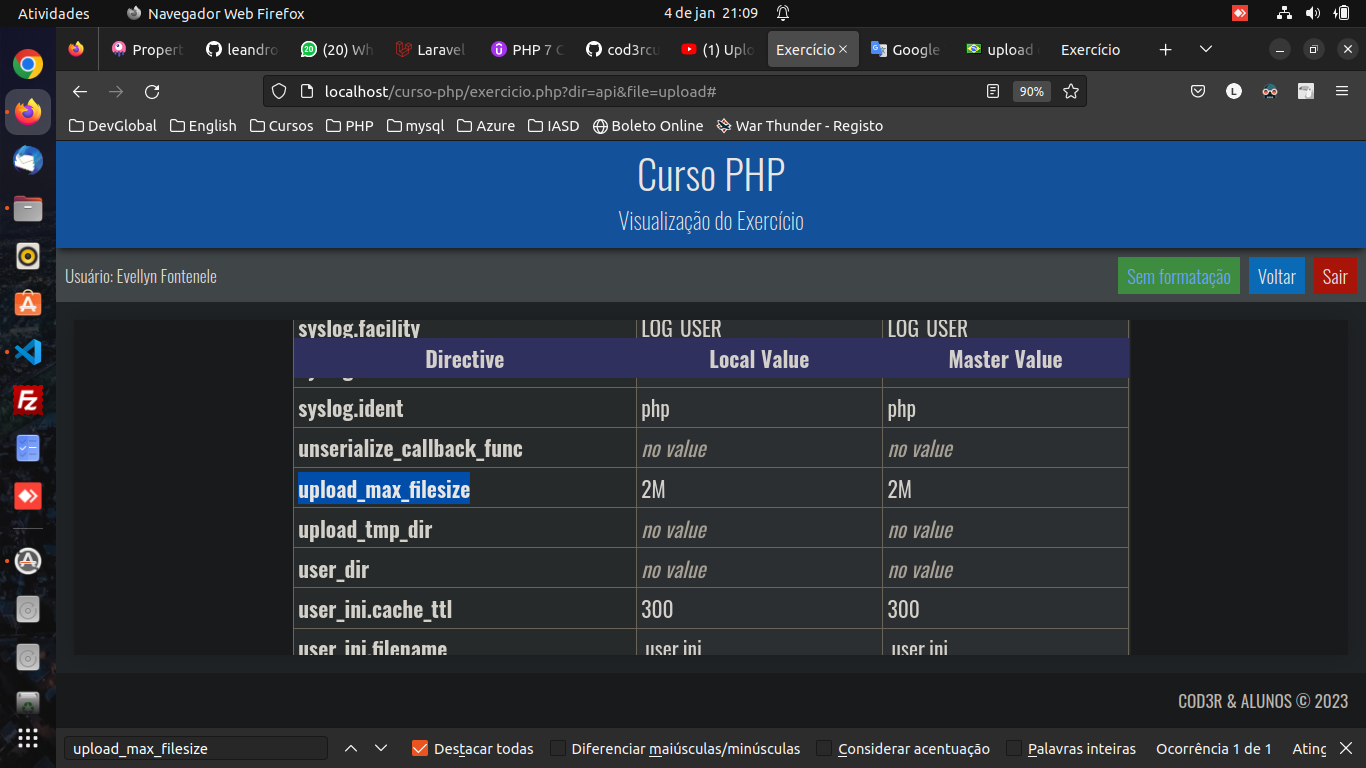 Atividades Navegador Web Firefox 4 de jan 21:09
Propert leandro (20) Wh Laravel PHP 7 C cod3rcu (1) Uplo Exercício Google upload Exercício
localhost/curso-php/exercicio.php?dir=api&file=upload# 90%
DevGlobal English Cursos PHP mysql Azure IASD Boleto Online War Thunder - Registo
Curso PHP
Visualização do Exercício
Usuário: Evellyn Fontenele Sem formatação Voltar Sair
syslog.facility LOG_USER LOG_USER
Directive Local Value Master Value
syslog.ident php php
unserialize_callback_func no value no value
upload_max_filesize 2M 2M
upload_tmp_dir no value no value
user_dir no value no value
user_ini.cache_ttl 300 300
user_ini.filename .user.ini .user.ini
COD3R & ALUNOS © 2023
upload_max_filesize Destacar todas Diferenciar maiúsculas/minúsculas Considerar acentuação Palavras inteiras Ocorrência 1 de 1 Ating